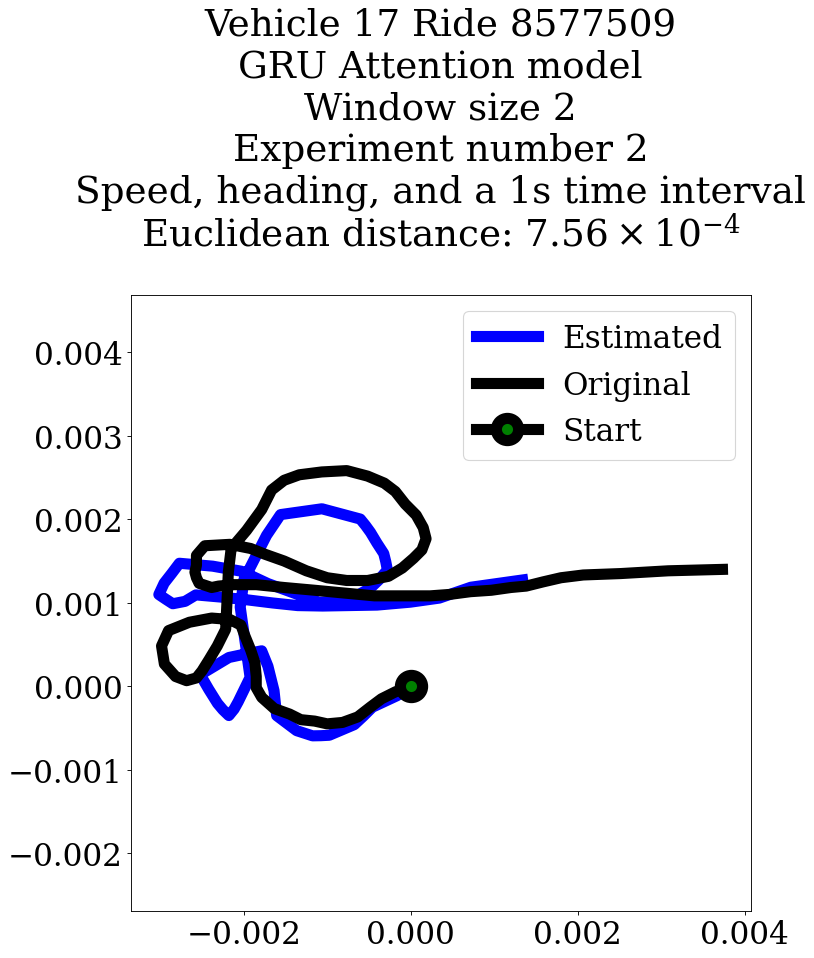 Vehicle 17 Ride 8577509
GRU Attention model
Window size 2
Experiment number 2
Speed, heading, and a 1s time interval
Euclidean distance: 7.56 × 10⁻⁴
Estimated
Original
Start
0.004
0.003
0.002
0.001
0.000
−0.001
−0.002
−0.002 0.000 0.002 0.004